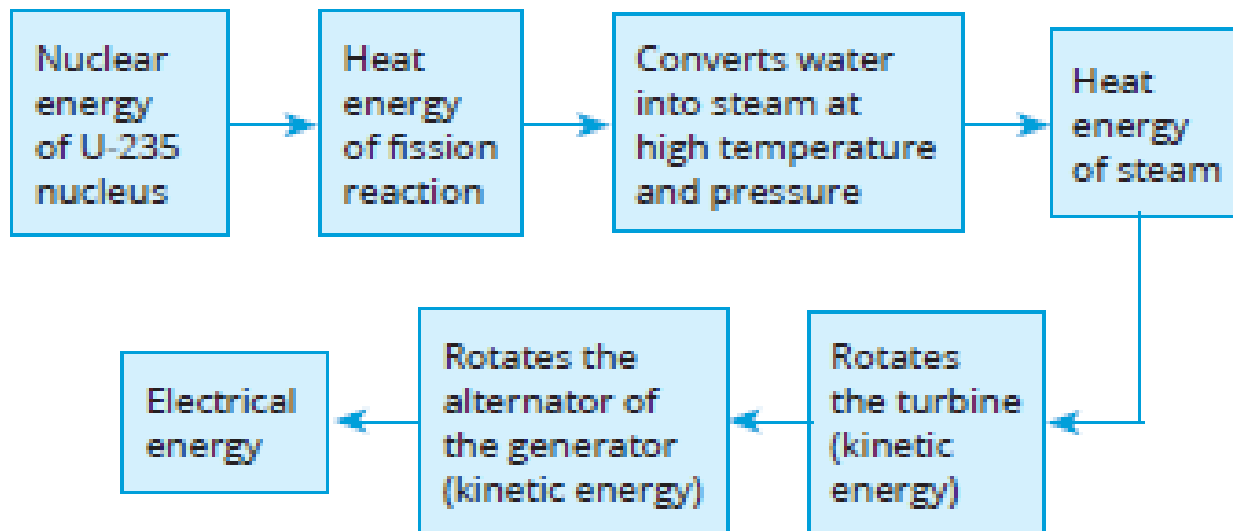 Nuclear
energy
of U-235
nucleus
Heat
energy
of fission
reaction
Converts water
into steam at
high temperature
and pressure
Heat
energy
of steam
Rotates
the turbine
(kinetic
energy)
Rotates the
alternator of
the generator
(kinetic energy)
Electrical
energy